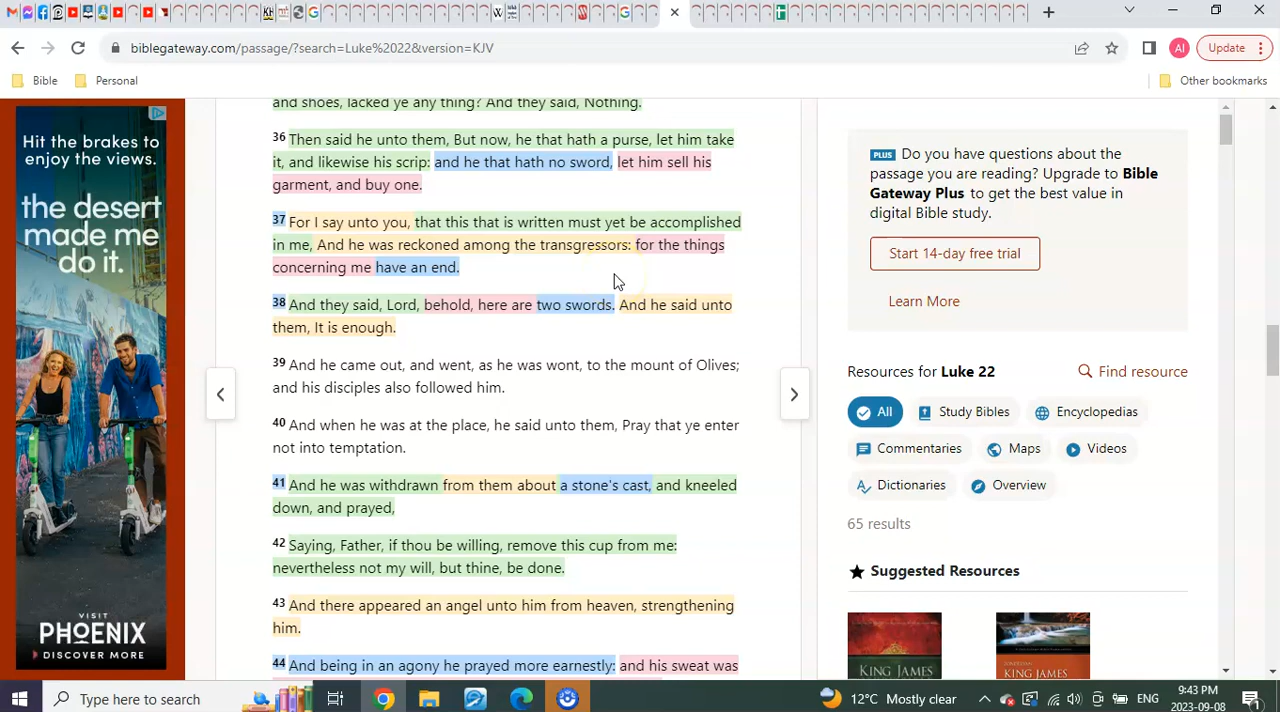 biblegateway.com/passage/?search=Luke%2022&version=KJV
AI
Update
Bible
Personal
Other bookmarks
Hit the brakes to
enjoy the views.
the desert
made me
do it.
VISIT
PHOENIX
DISCOVER MORE
and shoes, lacked ye any thing? And they said, Nothing.
36 Then said he unto them, But now, he that hath a purse, let him take
it, and likewise his scrip: and he that hath no sword, let him sell his
garment, and buy one.
37 For I say unto you, that this that is written must yet be accomplished
in me, And he was reckoned among the transgressors: for the things
concerning me have an end.
38 And they said, Lord, behold, here are two swords. And he said unto
them, It is enough.
39 And he came out, and went, as he was wont, to the mount of Olives;
and his disciples also followed him.
40 And when he was at the place, he said unto them, Pray that ye enter
not into temptation.
41 And he was withdrawn from them about a stone's cast, and kneeled
down, and prayed,
42 Saying, Father, if thou be willing, remove this cup from me:
nevertheless not my will, but thine, be done.
43 And there appeared an angel unto him from heaven, strengthening
him.
44 And being in an agony he prayed more earnestly: and his sweat was
PLUS Do you have questions about the
passage you are reading? Upgrade to Bible
Gateway Plus to get the best value in
digital Bible study.
Start 14-day free trial
Learn More
Resources for Luke 22
Find resource
All
Study Bibles
Encyclopedias
Commentaries
Maps
Videos
Dictionaries
Overview
65 results
Suggested Resources
KING JAMES
KING JAMES
Type here to search
12°C Mostly clear
ENG
9:43 PM
2023-09-08
1